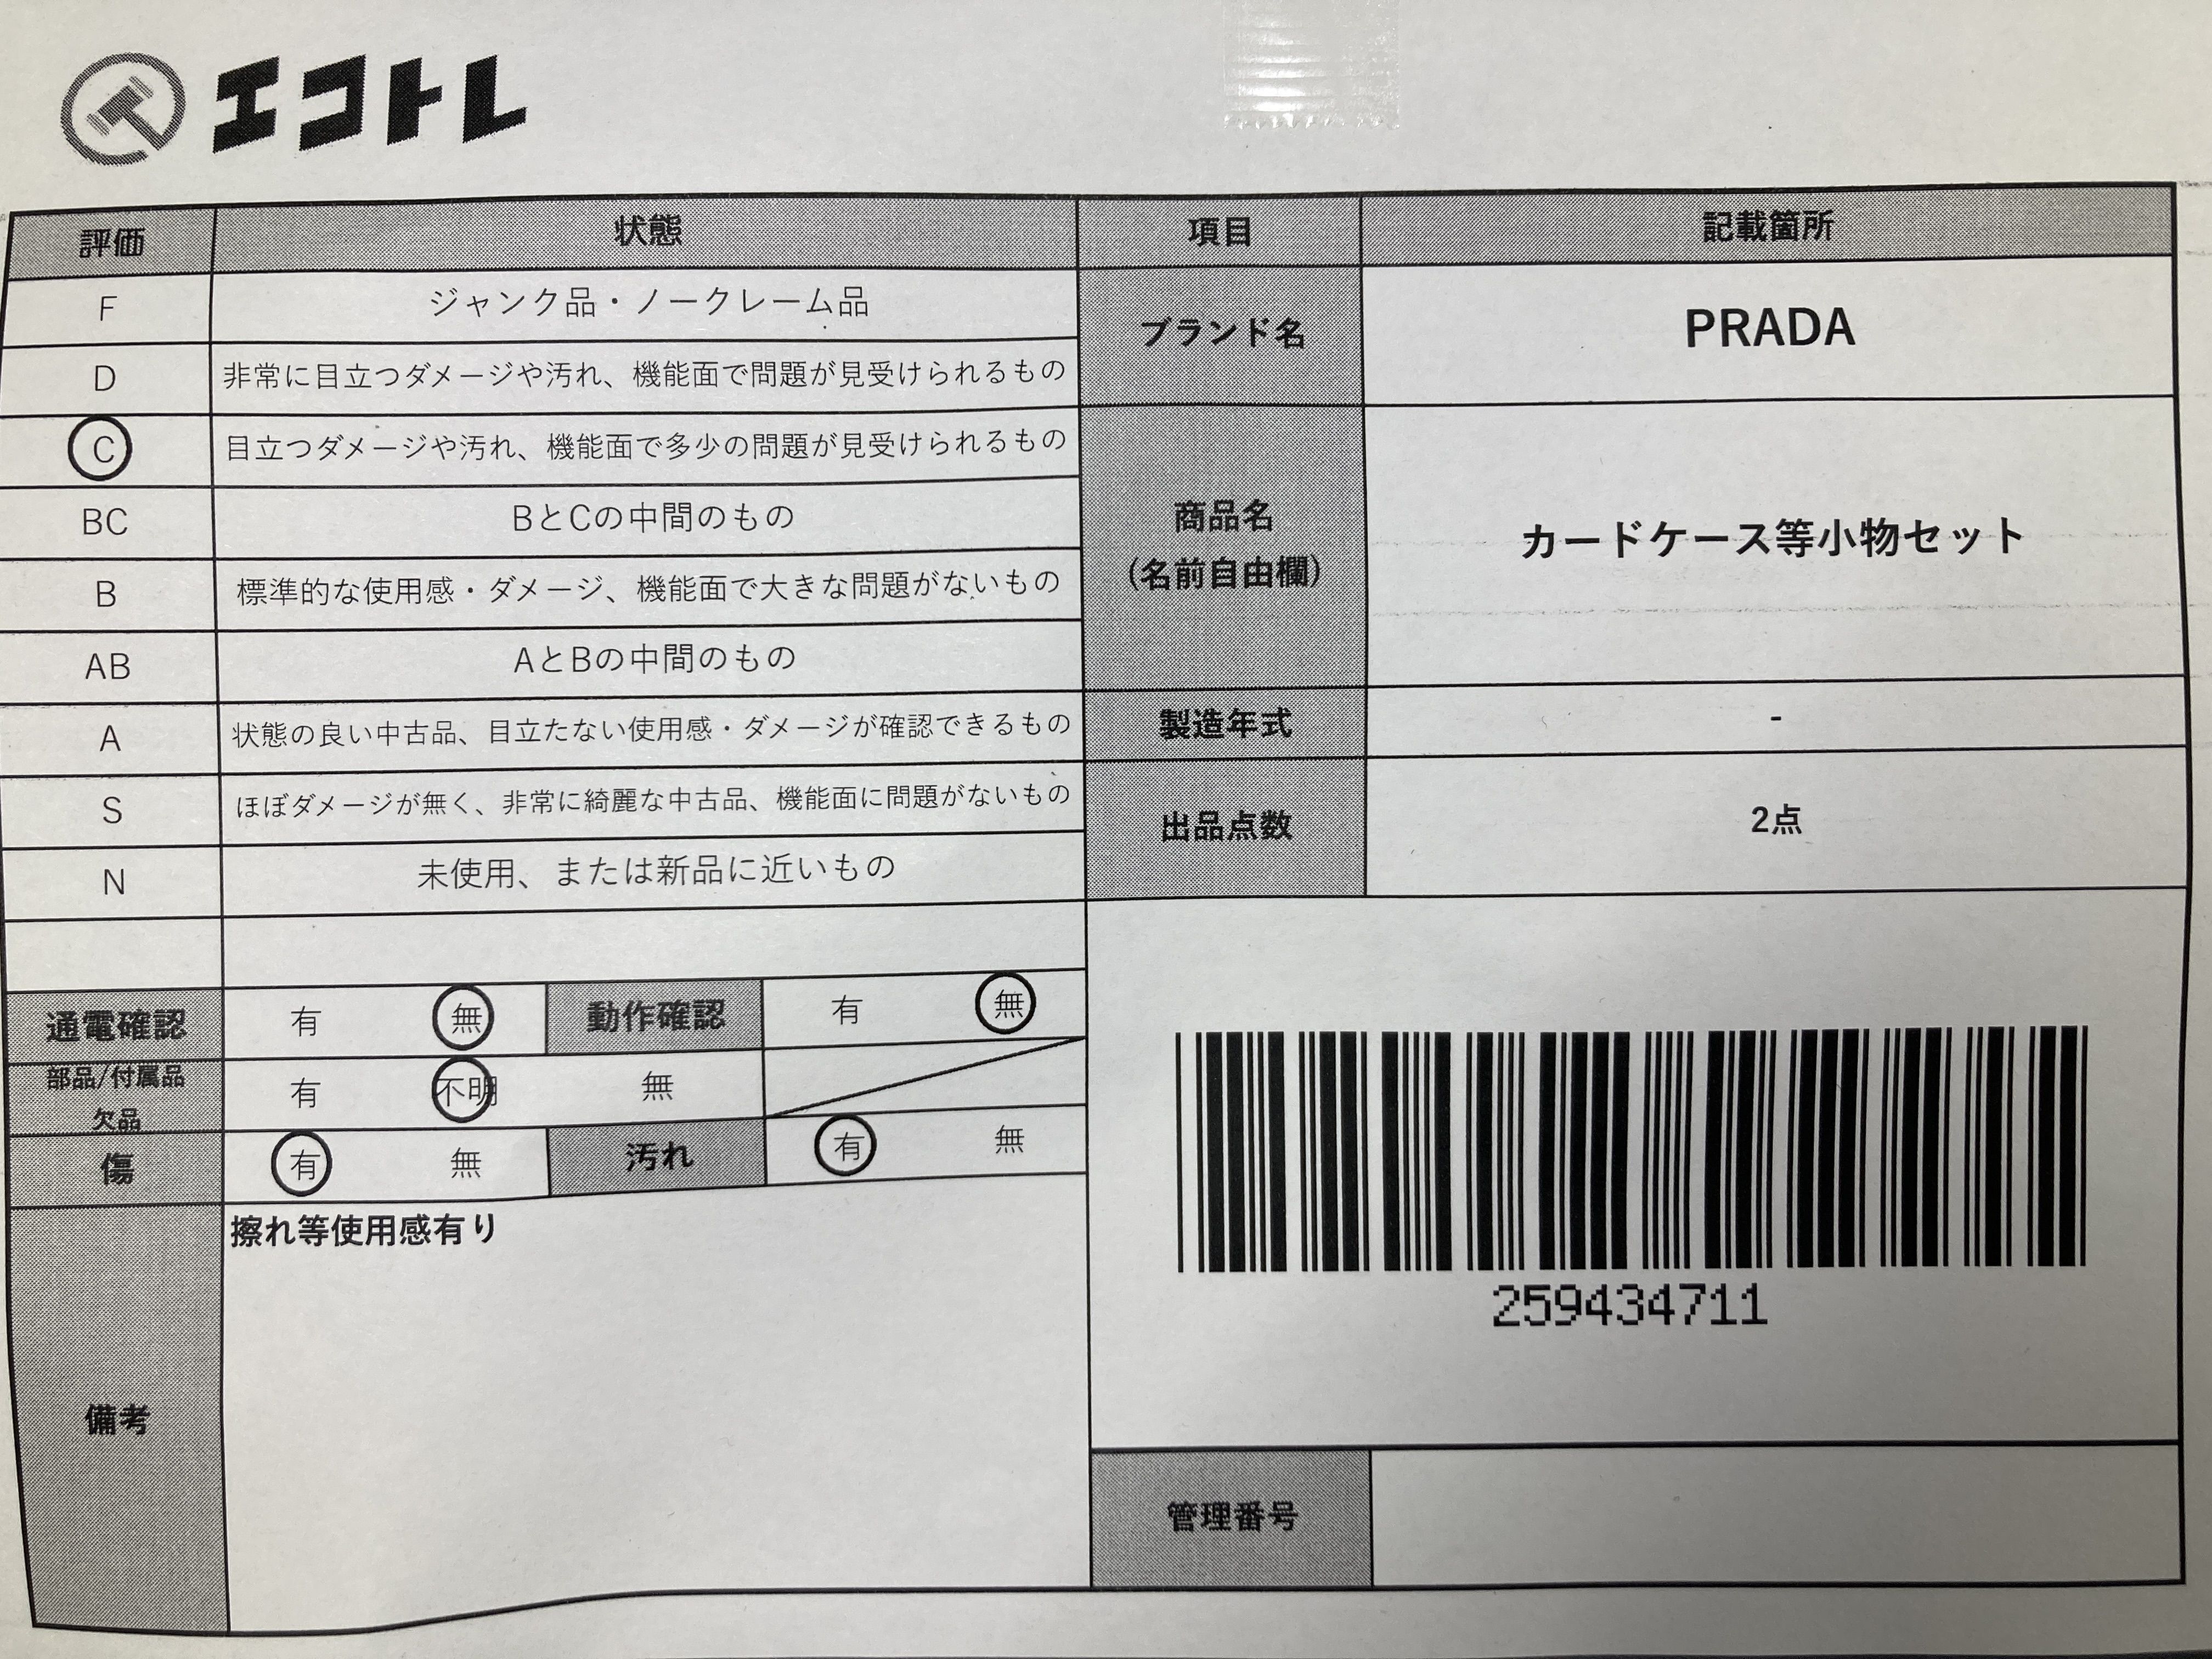 エコトレ
評価 状態 項目 記載箇所
F ジャンク品・ノークレーム品
D 非常に目立つダメージや汚れ、機能面で問題が見受けられるもの
C 目立つダメージや汚れ、機能面で多少の問題が見受けられるもの
BC BとCの中間のもの
B 標準的な使用感・ダメージ、機能面で大きな問題がないもの
AB AとBの中間のもの
A 状態の良い中古品、目立たない使用感・ダメージが確認できるもの
S ほぼダメージが無く、非常に綺麗な中古品、機能面に問題がないもの
N 未使用、または新品に近いもの
ブランド名 PRADA
商品名
(名前自由欄)
カードケース等小物セット
製造年式 -
出品点数 2点
通電確認 有 無 動作確認 有 無
部品/付属品
欠品
有 不明 無
傷 有 無 汚れ 有 無
備考
擦れ等使用感有り
259434711
管理番号